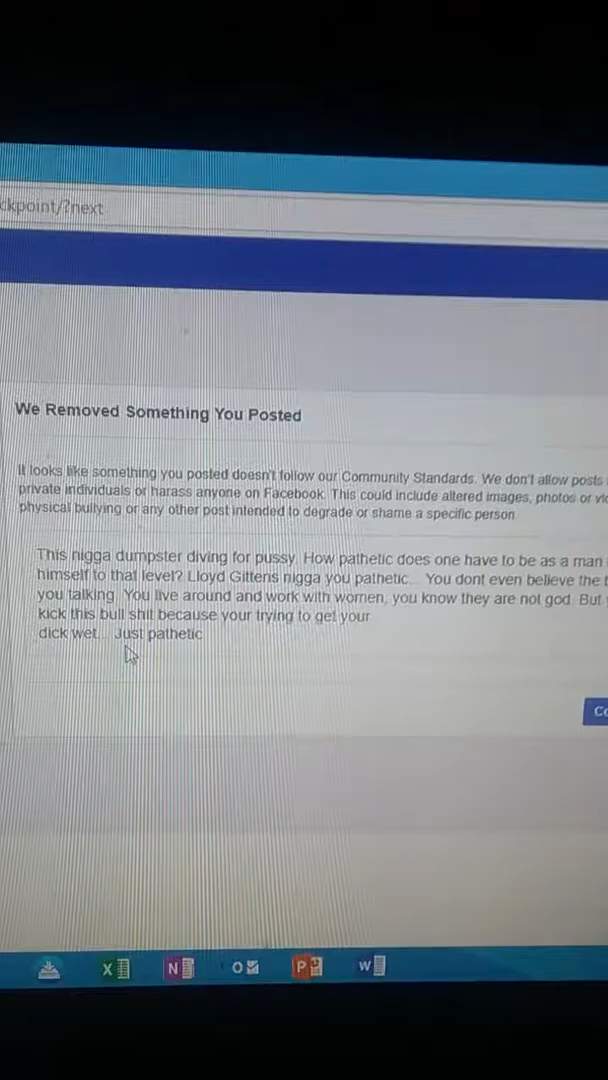 ckpoint/?next
We Removed Something You Posted
It looks like something you posted doesn't follow our Community Standards. We don't allow posts
private individuals or harass anyone on Facebook. This could include altered images, photos or
physical bullying or any other post intended to degrade or shame a specific person.
This nigga dumpster diving for pussy. How pathetic does one have to be as a man
himself to that level? Lloyd Gittens nigga you pathetic... You dont even believe the
you talking. You live around and work with women, you know they are not god. But
kick this bull shit because your trying to get your
dick wet... Just pathetic